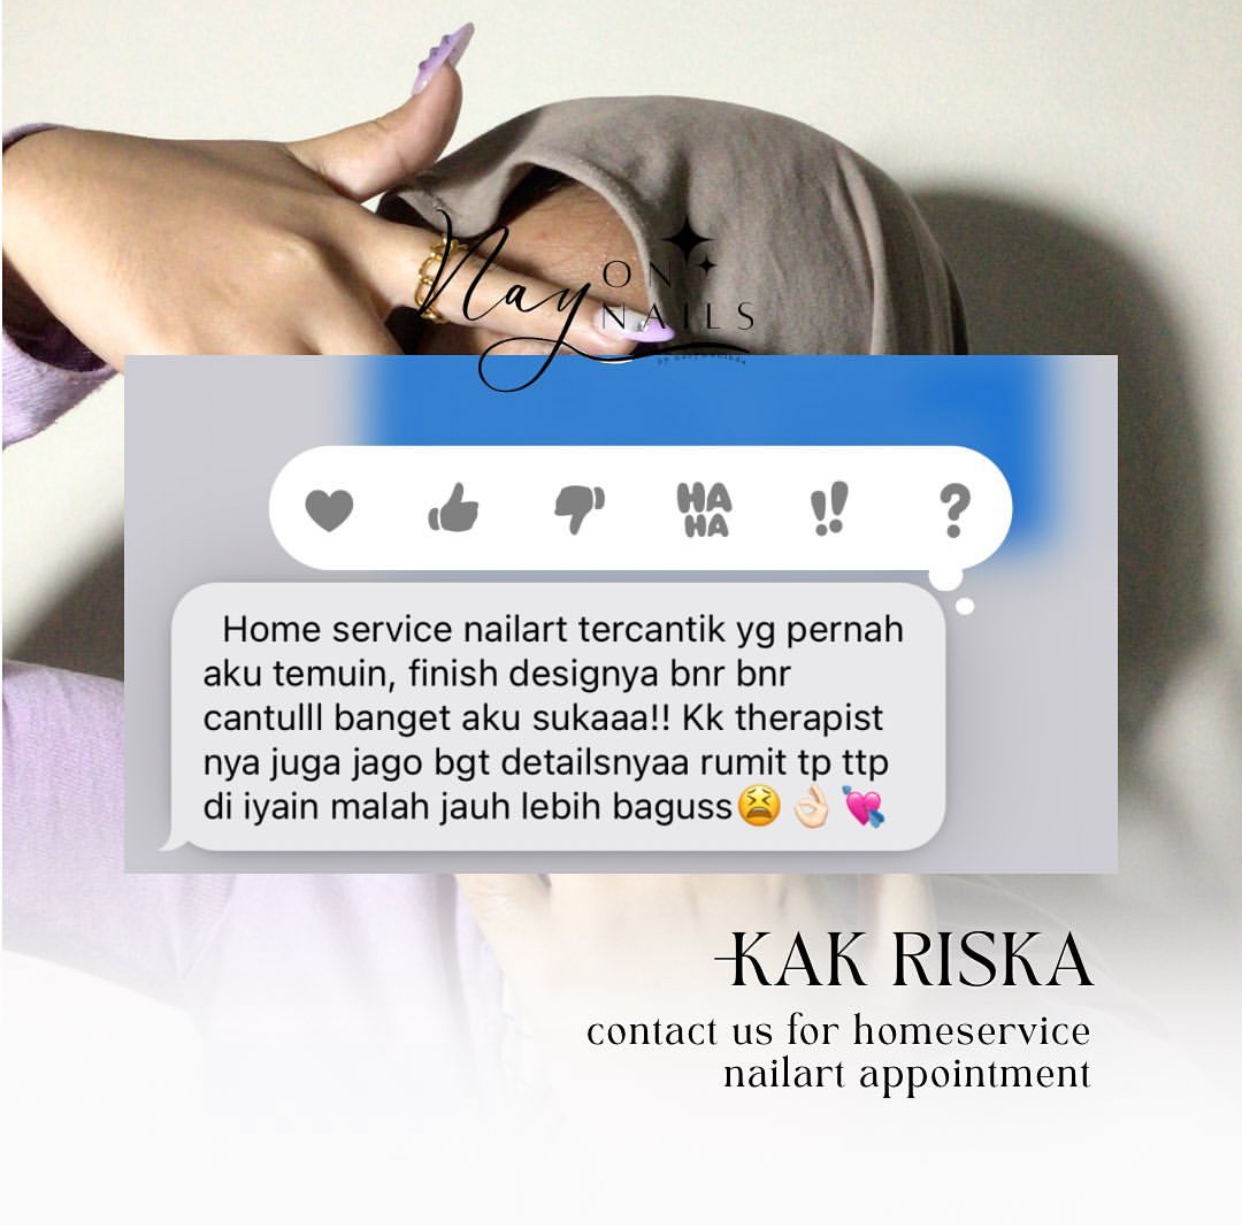 Nay ON
NAILS
HA
HA
!!
?
Home service nailart tercantik yg pernah
aku temuin, finish designya bnr bnr
cantulll banget aku sukaaa!! Kk therapist
nya juga jago bgt detailsnyaa rumit tp ttp
di iyain malah jauh lebih baguss😫👌🏻💘
-KAK RISKA
contact us for homeservice
nailart appointment